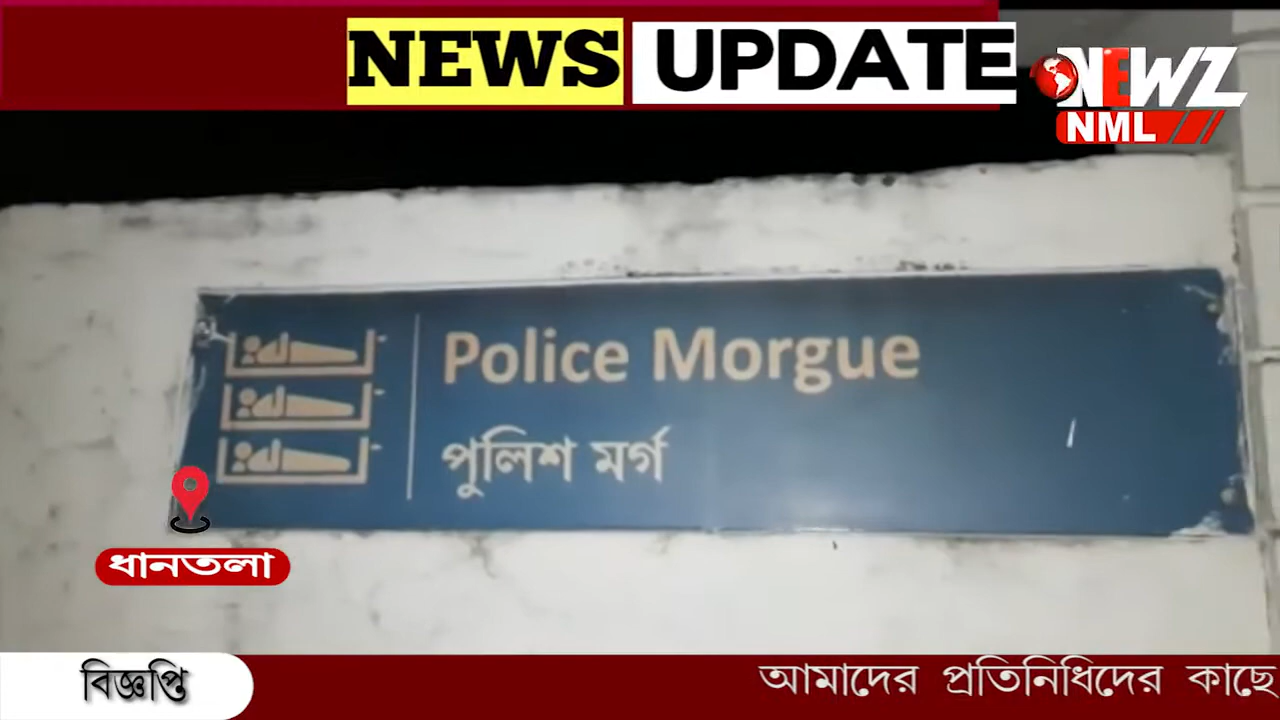 NEWS UPDATE
NEWZ
NML
Police Morgue
পুলিশ মর্গ
ধানতলা
বিজ্ঞপ্তি
আমাদের প্রতিনিধিদের কাছে